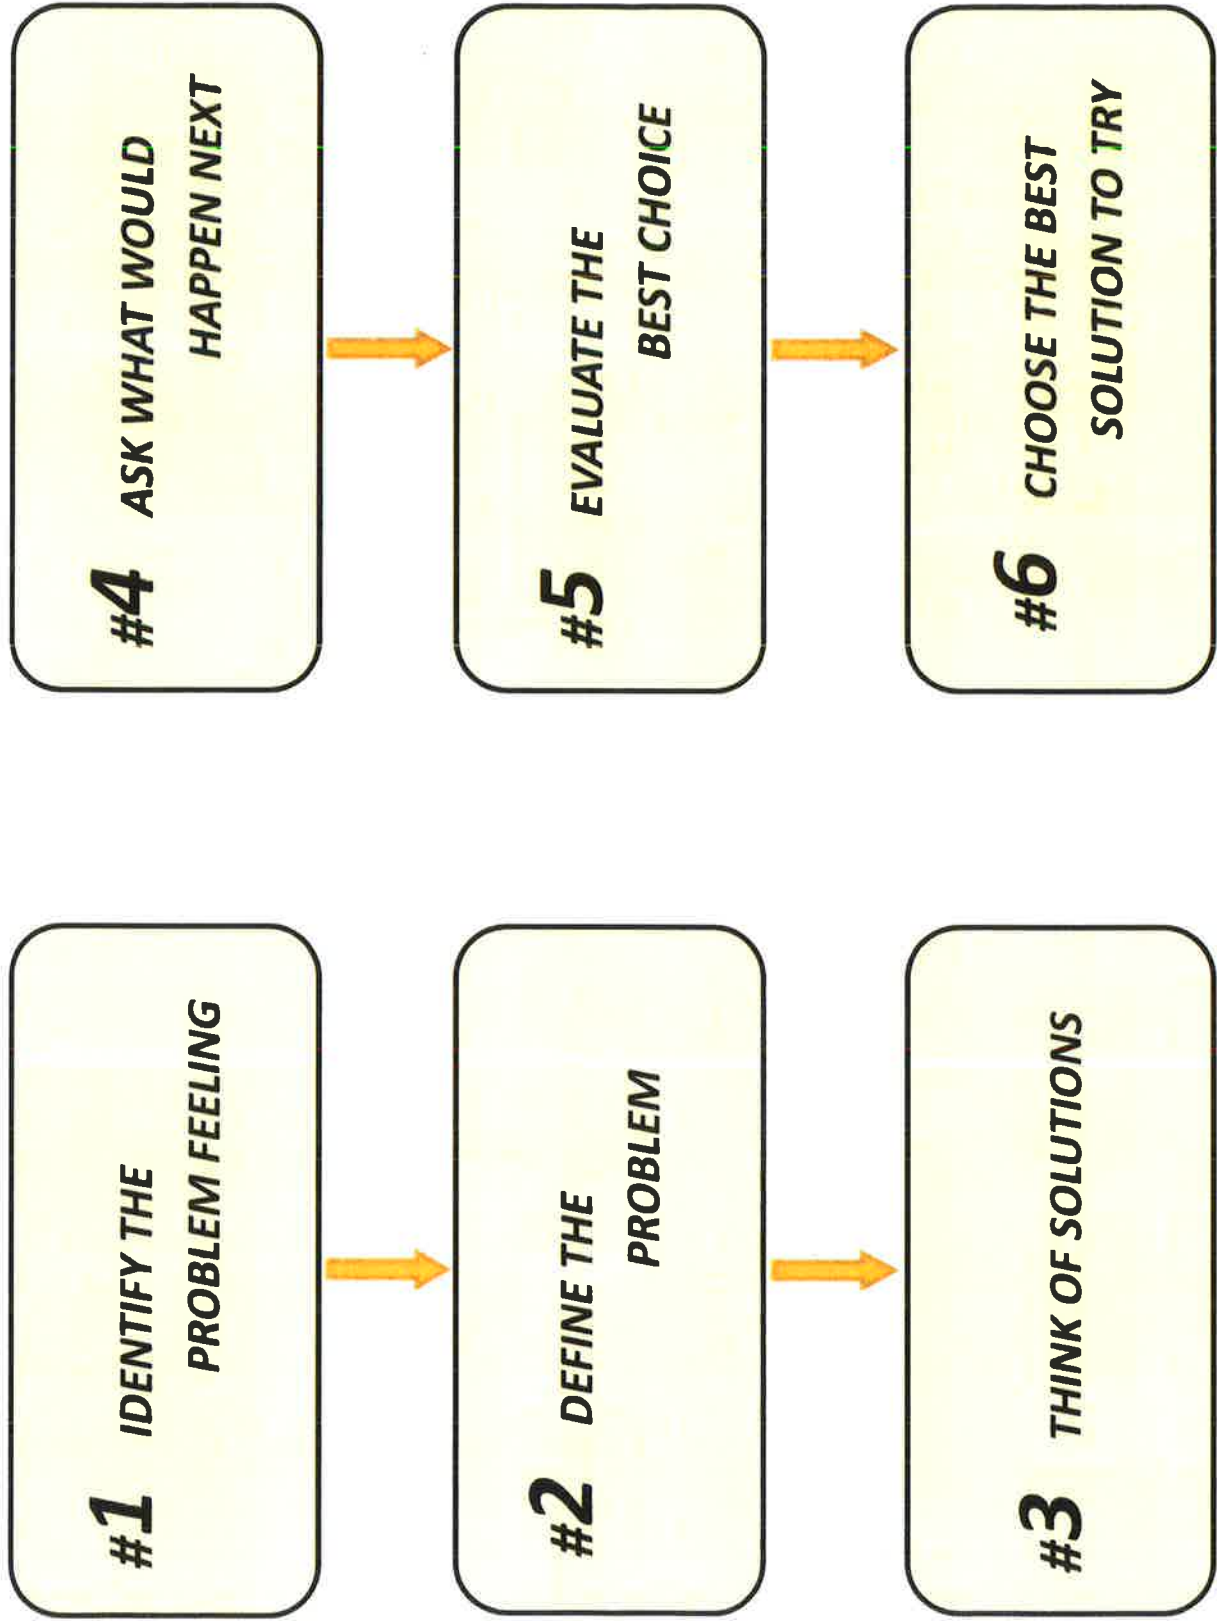 #1 IDENTIFY THE
PROBLEM FEELING
#2 DEFINE THE
PROBLEM
#3 THINK OF SOLUTIONS
#4 ASK WHAT WOULD
HAPPEN NEXT
#5 EVALUATE THE
BEST CHOICE
#6 CHOOSE THE BEST
SOLUTION TO TRY